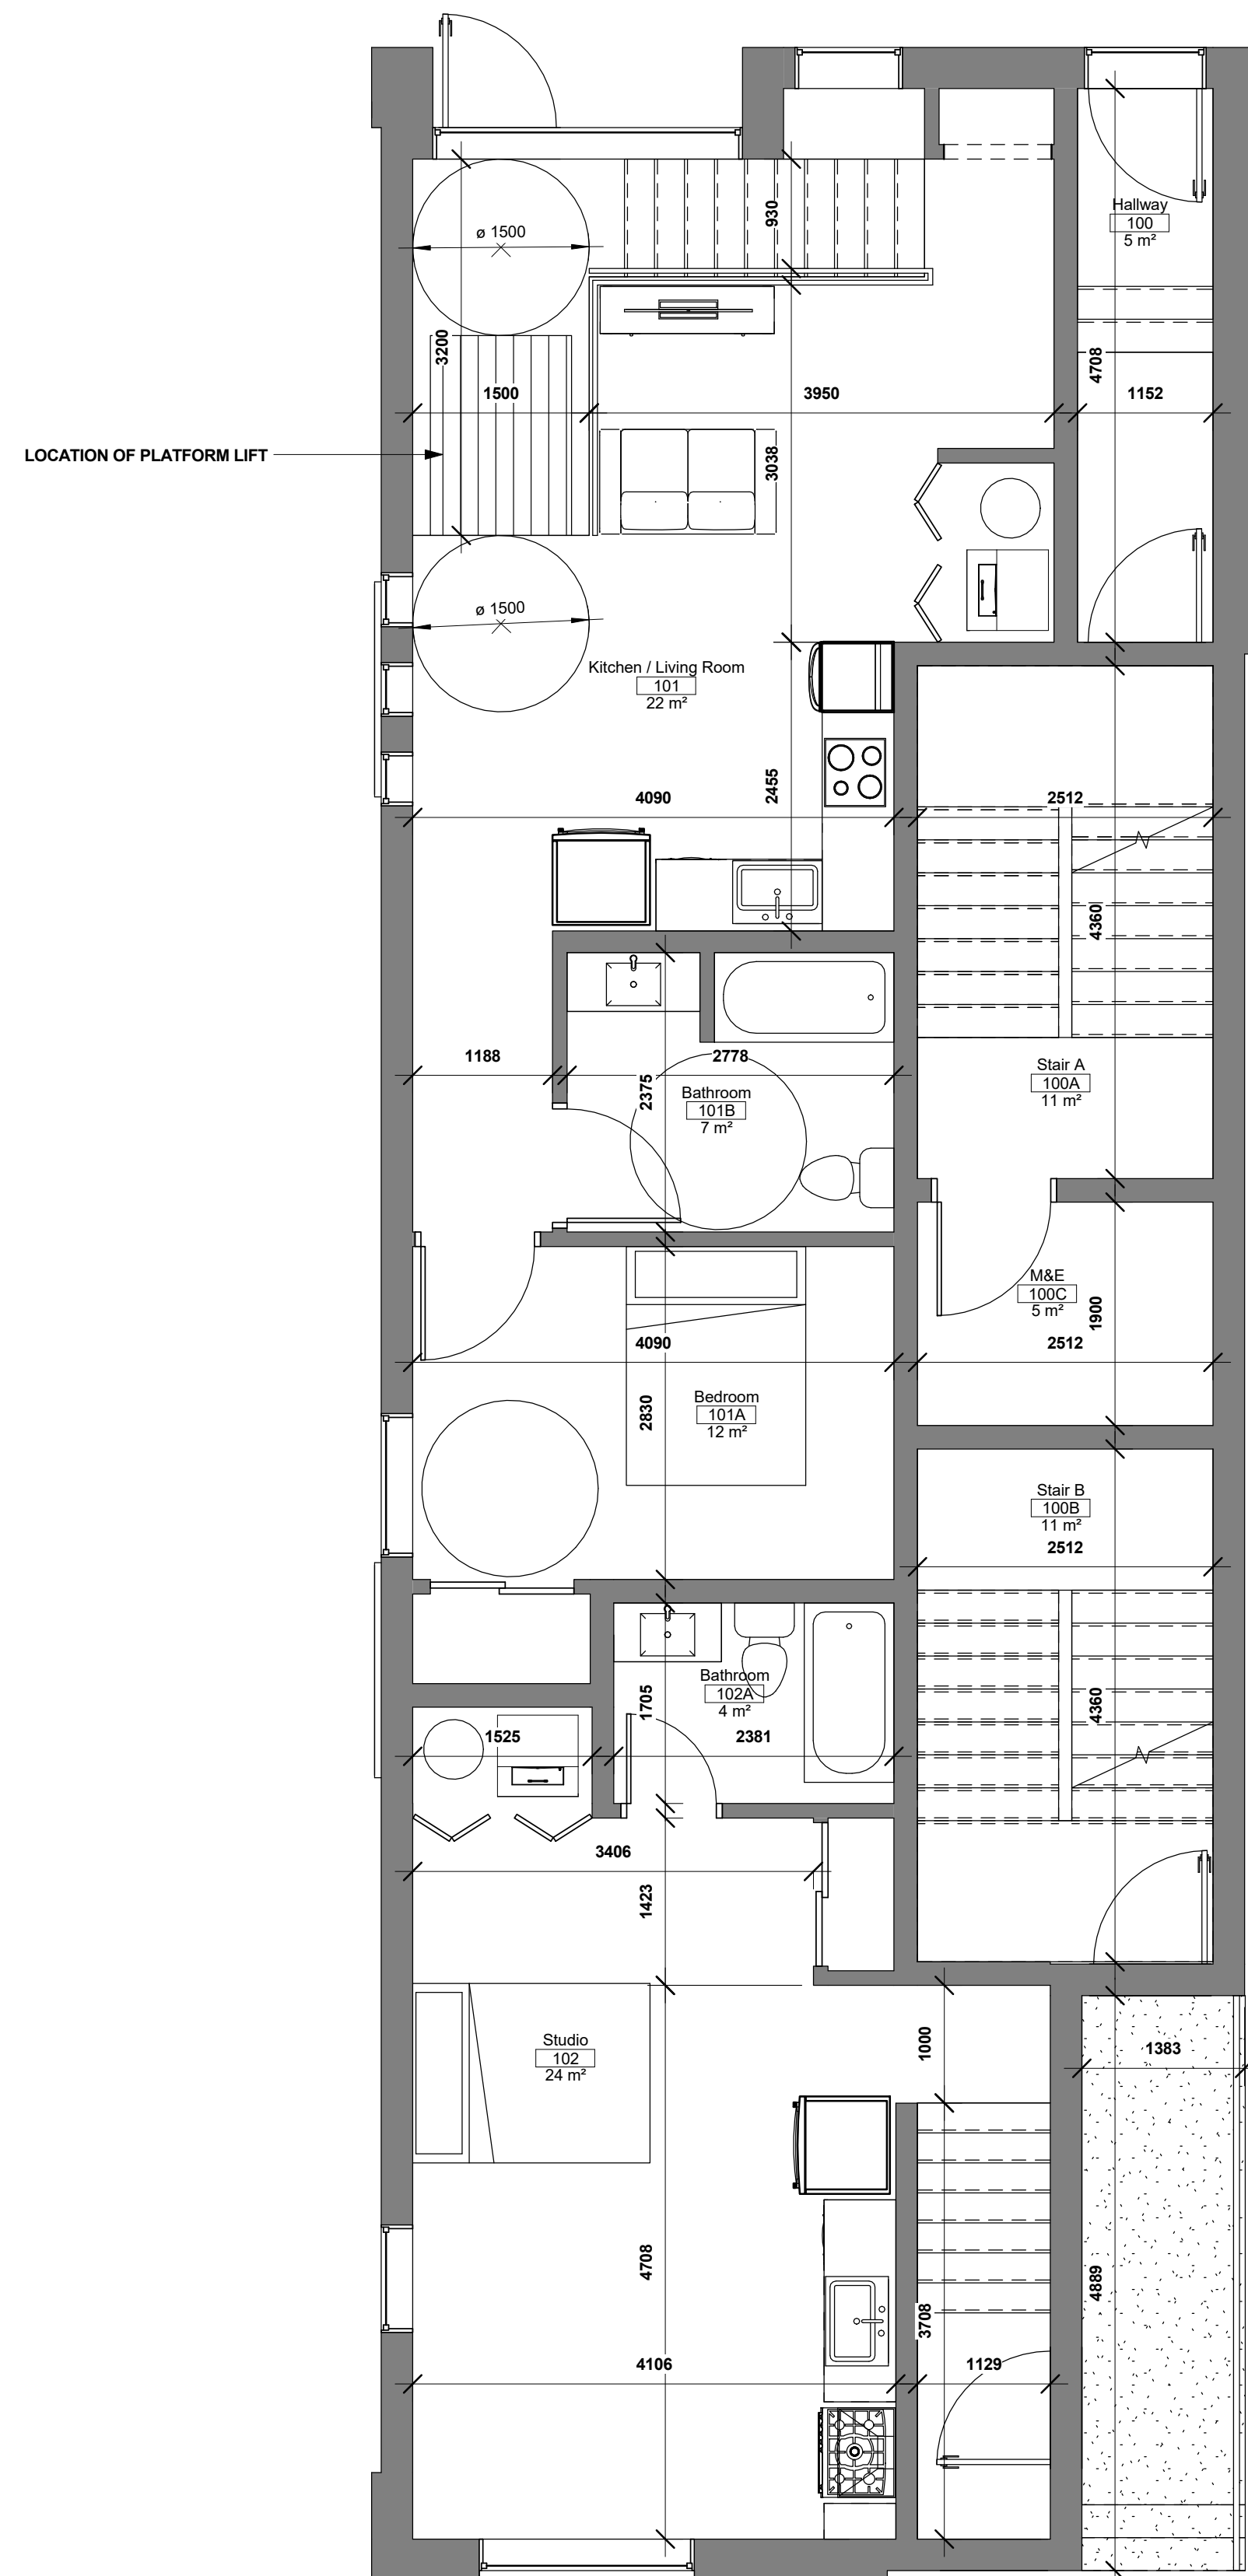 Hallway
100
5 m²
930
ø 1500
3200
4708
1500
3950
1152
LOCATION OF PLATFORM LIFT
3038
ø 1500
Kitchen / Living Room
101
22 m²
2455
4090
2512
4360
1188
2778
2375
Bathroom
101B
7 m²
Stair A
100A
11 m²
M&E
100C
5 m²
1900
4090
2512
Bedroom
101A
12 m²
2830
Stair B
100B
11 m²
2512
Bathroom
102A
4 m²
1705
4360
1525
2381
3406
1423
Studio
102
24 m²
1000
1383
4708
3708
4889
4106
1129